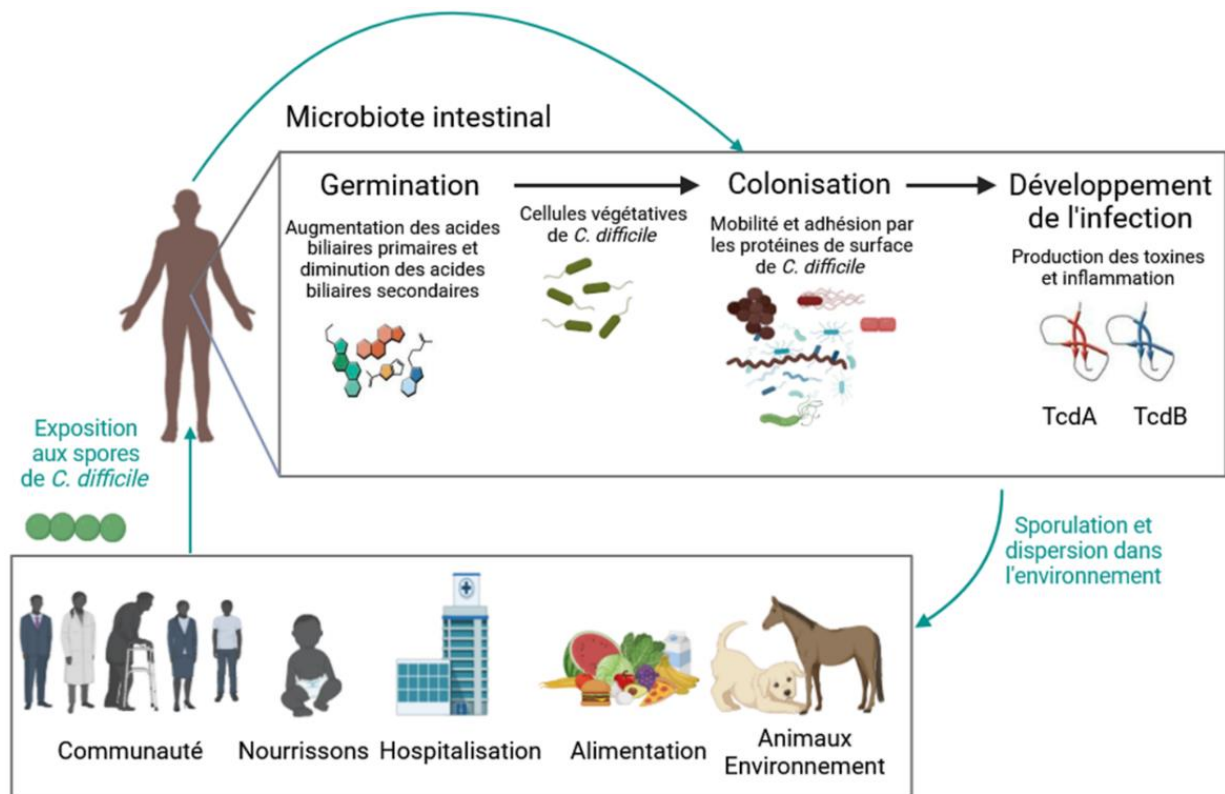 Microbiote intestinal
Germination
Augmentation des acides
biliaires primaires et
diminution des acides
biliaires secondaires
Cellules végétatives
de C. difficile
Colonisation
Mobilité et adhésion par
les protéines de surface
de C. difficile
Développement
de l'infection
Production des toxines
et inflammation
TcdA
TcdB
Exposition
aux spores
de C. difficile
Sporulation et
dispersion dans
l'environnement
Communauté
Nourrissons
Hospitalisation
Alimentation
Animaux
Environnement